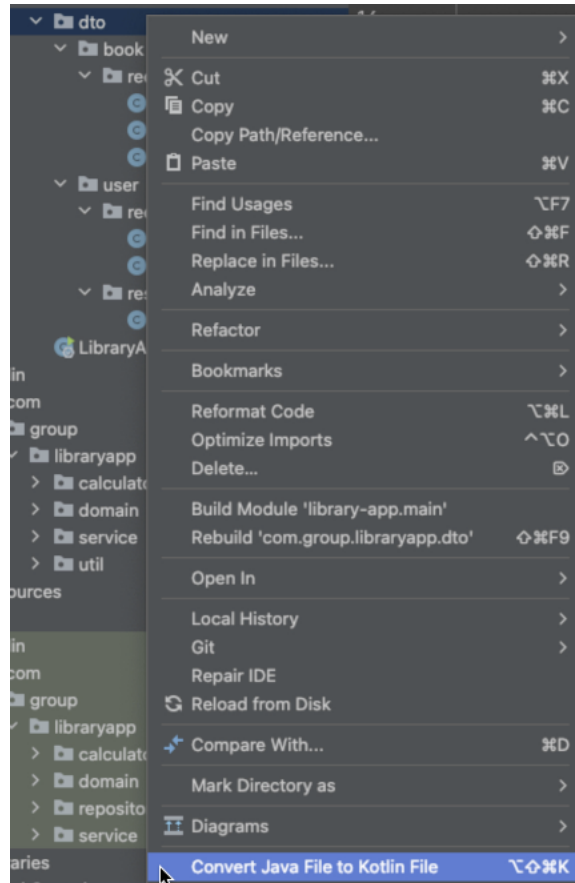 dto
book
user
LibraryA
com
group
libraryapp
calculat
domain
service
util
ources
com
group
libraryapp
calculat
domain
reposito
service
aries
New
Cut ⌘X
Copy ⌘C
Copy Path/Reference...
Paste ⌘V
Find Usages ⌥F7
Find in Files... ⇧⌘F
Replace in Files... ⇧⌘R
Analyze
Refactor
Bookmarks
Reformat Code ⌥⌘L
Optimize Imports ^⌥O
Delete... ⌦
Build Module 'library-app.main'
Rebuild 'com.group.libraryapp.dto' ⇧⌘F9
Open In
Local History
Git
Repair IDE
Reload from Disk
Compare With... ⌘D
Mark Directory as
Diagrams
Convert Java File to Kotlin File ⌥⇧⌘K